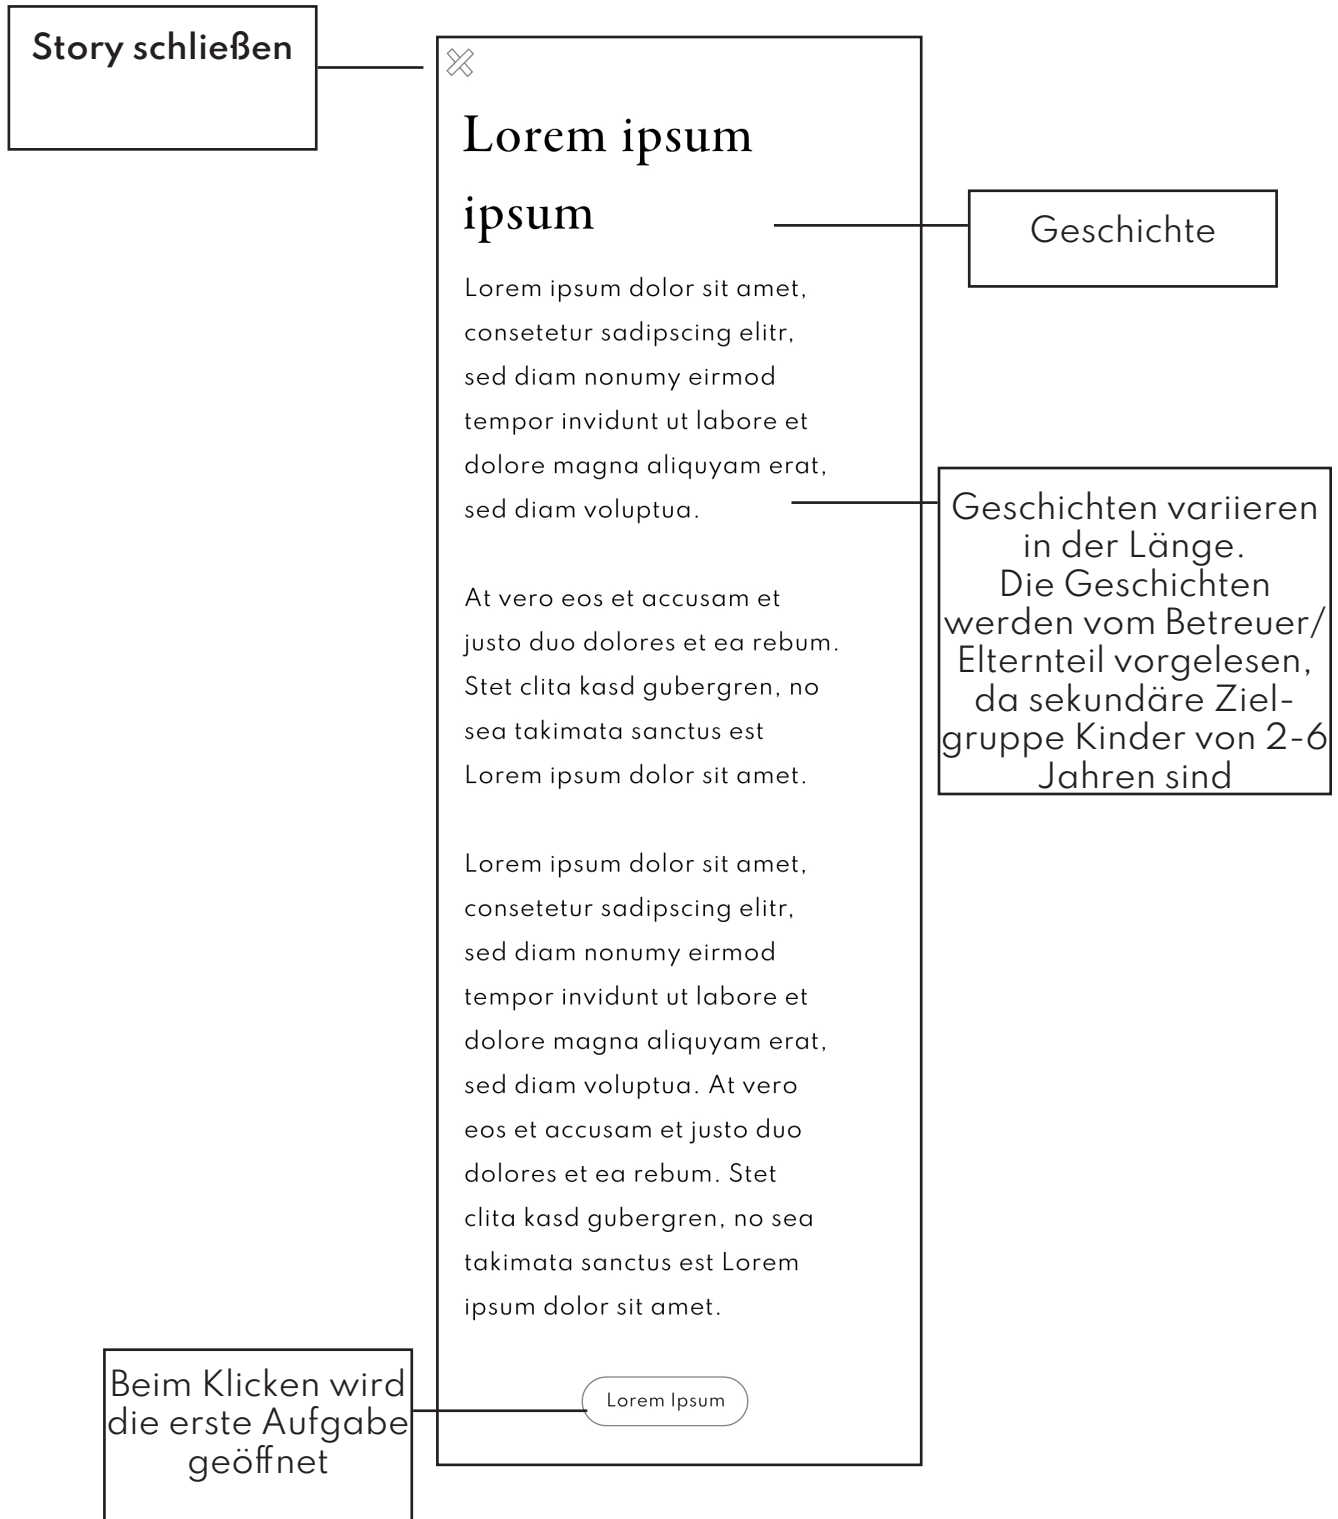 Story schließen
Lorem ipsum
ipsum
Geschichte
Lorem ipsum dolor sit amet,
consetetur sadipscing elitr,
sed diam nonumy eirmod
tempor invidunt ut labore et
dolore magna aliquyam erat,
sed diam voluptua.
Geschichten variieren
in der Länge.
Die Geschichten
werden vom Betreuer/
Elternteil vorgelesen,
da sekundäre Ziel-
gruppe Kinder von 2-6
Jahren sind
At vero eos et accusam et
justo duo dolores et ea rebum.
Stet clita kasd gubergren, no
sea takimata sanctus est
Lorem ipsum dolor sit amet.
Lorem ipsum dolor sit amet,
consetetur sadipscing elitr,
sed diam nonumy eirmod
tempor invidunt ut labore et
dolore magna aliquyam erat,
sed diam voluptua. At vero
eos et accusam et justo duo
dolores et ea rebum. Stet
clita kasd gubergren, no sea
takimata sanctus est Lorem
ipsum dolor sit amet.
Beim Klicken wird
die erste Aufgabe
geöffnet
Lorem Ipsum